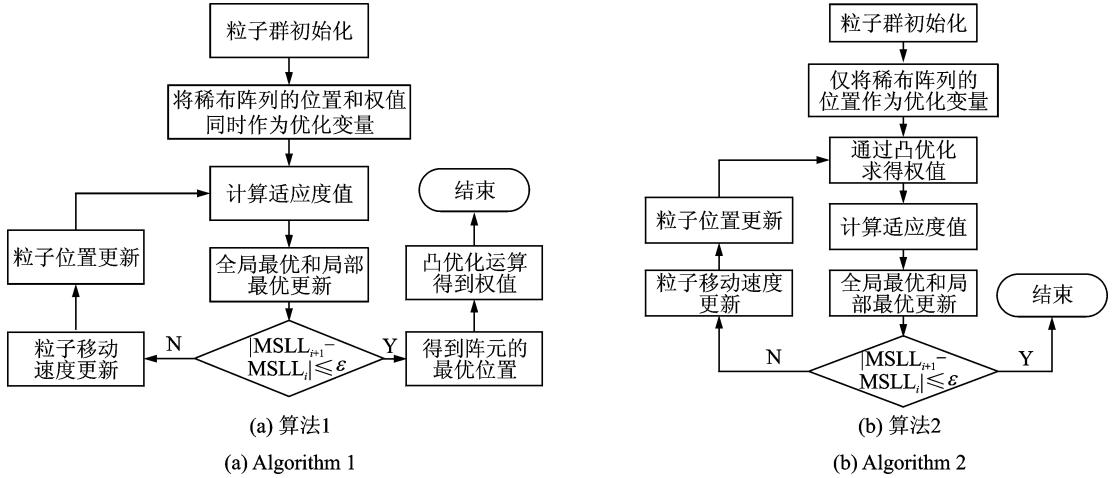 粒子群初始化
将稀布阵列的位置和权值
同时作为优化变量
计算适应度值
全局最优和局部
最优更新
|MSLLi+1−
MSLLi|≤ε
N
Y
粒子移动
速度更新
粒子位置更新
得到阵元的
最优位置
凸优化运算
得到权值
结束
(a) 算法1
(a) Algorithm 1
粒子群初始化
仅将稀布阵列的
位置作为优化变量
通过凸优化
求得权值
计算适应度值
全局最优和局
部最优更新
|MSLLi+1−
MSLLi|≤ε
N
Y
粒子移动速度
更新
粒子位置更新
结束
(b) 算法2
(b) Algorithm 2